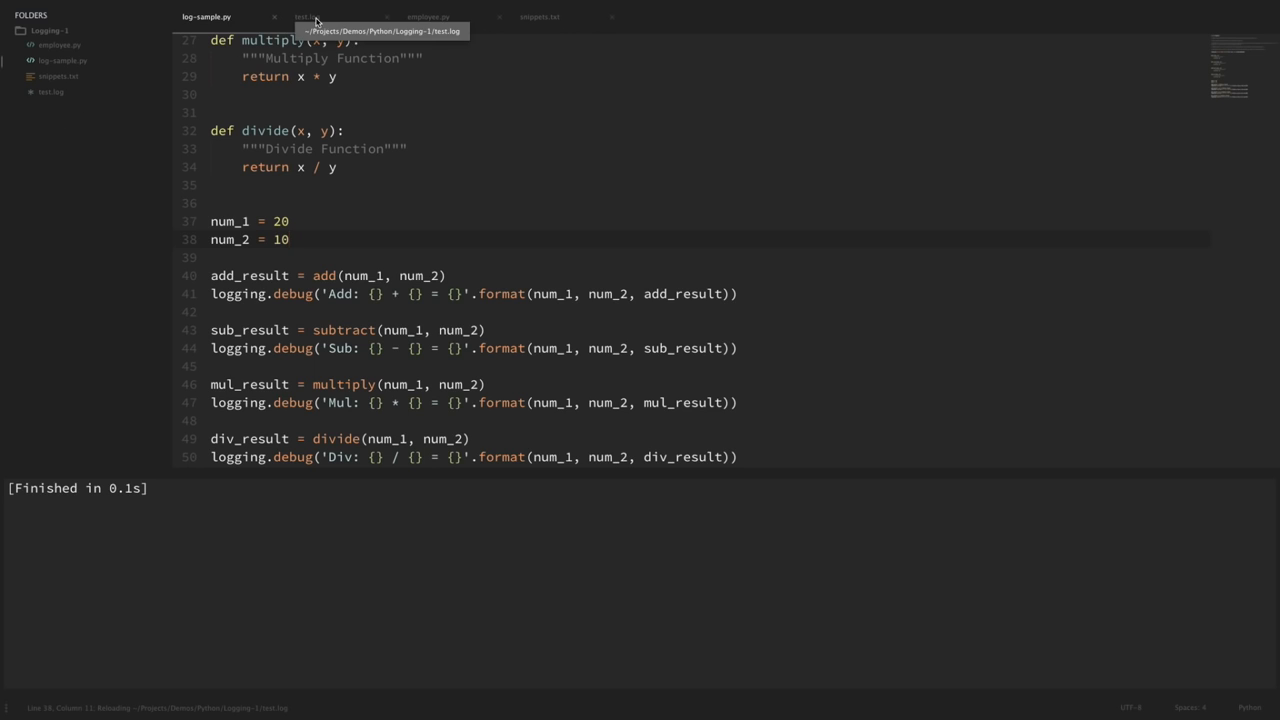 FOLDERS
Logging-1
employee.py
log-sample.py
snippets.txt
test.log
log-sample.py × test.log × employee.py × snippets.txt ×
~/Projects/Demos/Python/Logging-1/test.log
27 def multiply(x, y):
28 """Multiply Function"""
29 return x * y
30
31
32 def divide(x, y):
33 """Divide Function"""
34 return x / y
35
36
37 num_1 = 20
38 num_2 = 10
39
40 add_result = add(num_1, num_2)
41 logging.debug('Add: {} + {} = {}'.format(num_1, num_2, add_result))
42
43 sub_result = subtract(num_1, num_2)
44 logging.debug('Sub: {} - {} = {}'.format(num_1, num_2, sub_result))
45
46 mul_result = multiply(num_1, num_2)
47 logging.debug('Mul: {} * {} = {}'.format(num_1, num_2, mul_result))
48
49 div_result = divide(num_1, num_2)
50 logging.debug('Div: {} / {} = {}'.format(num_1, num_2, div_result))
[Finished in 0.1s]
Line 38, Column 11; Reloading ~/Projects/Demos/Python/Logging-1/test.log
UTF-8 Spaces: 4 Python